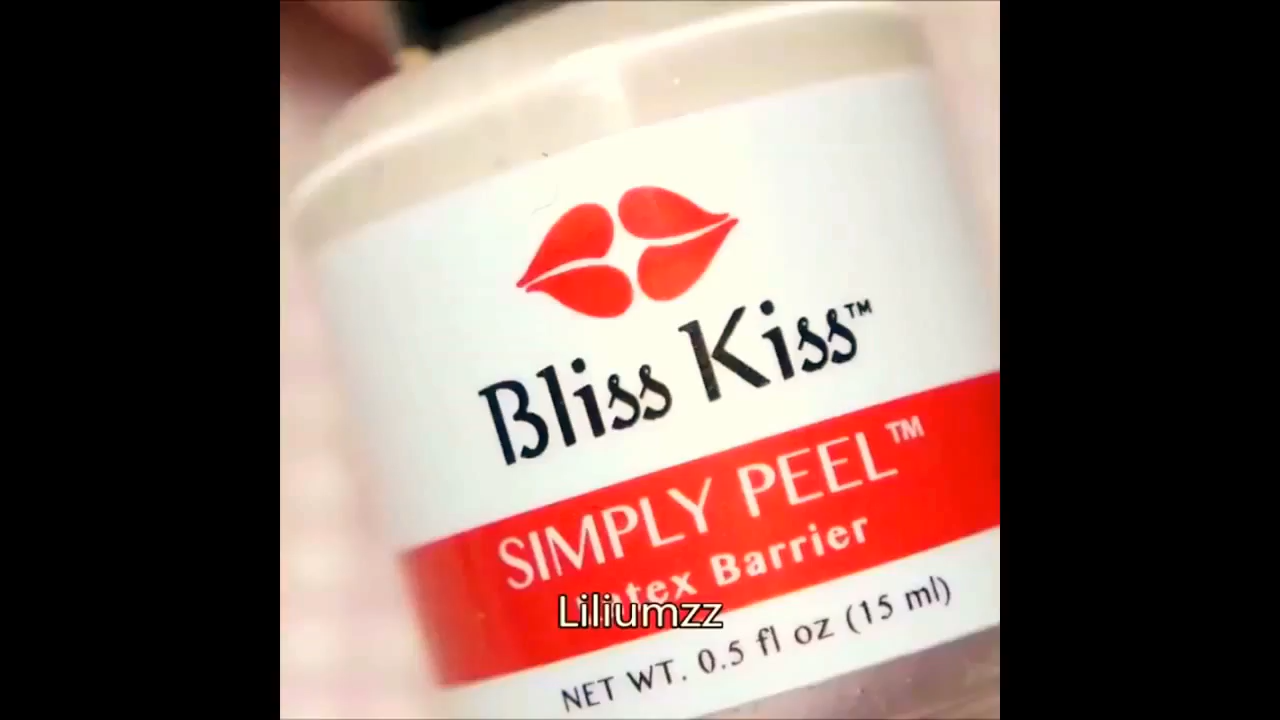 Bliss Kiss™
SIMPLY PEEL™
Barrier
Liliumzz
NET WT. 0.5 fl oz (15 ml)